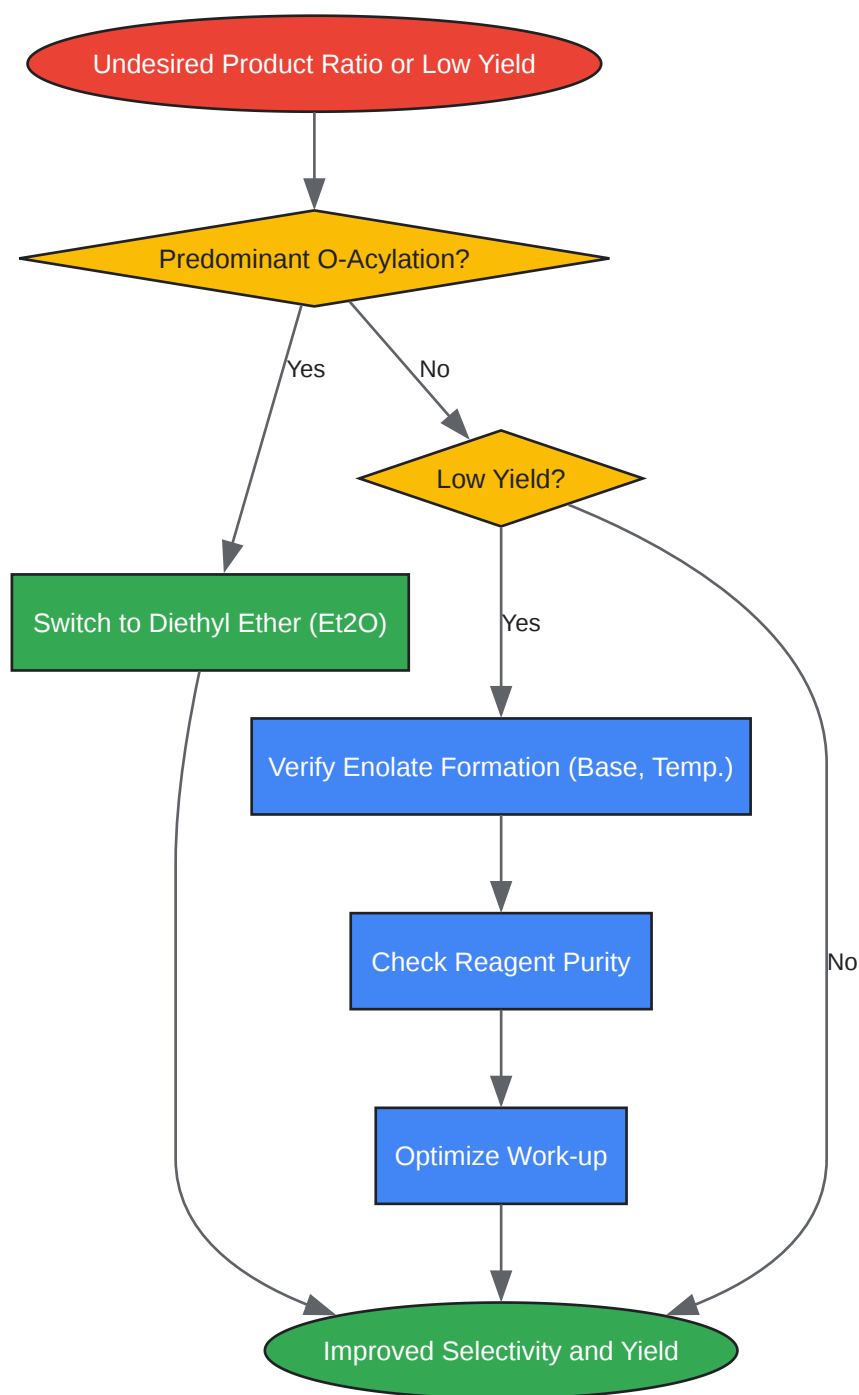 Undesired Product Ratio or Low Yield
Predominant O-Acylation?
Yes
No
Low Yield?
Switch to Diethyl Ether (Et2O)
Yes
Verify Enolate Formation (Base, Temp.)
Check Reagent Purity
No
Optimize Work-up
Improved Selectivity and Yield